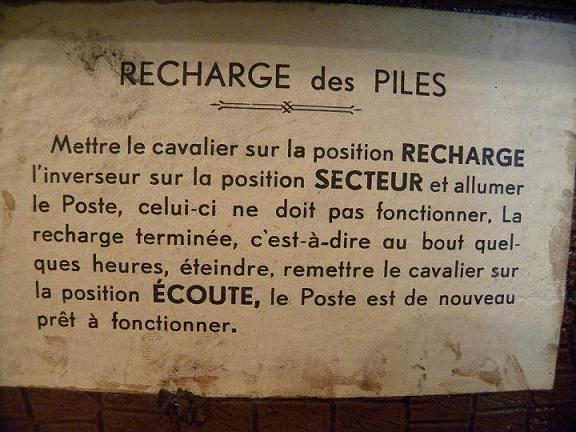 RECHARGE des PILES
Mettre le cavalier sur la position RECHARGE
l'inverseur sur la position SECTEUR et allumer
le Poste, celui-ci ne doit pas fonctionner. La
recharge terminée, c'est-à-dire au bout quel-
ques heures, éteindre, remettre le cavalier sur
la position ÉCOUTE, le Poste est de nouveau
prêt à fonctionner.